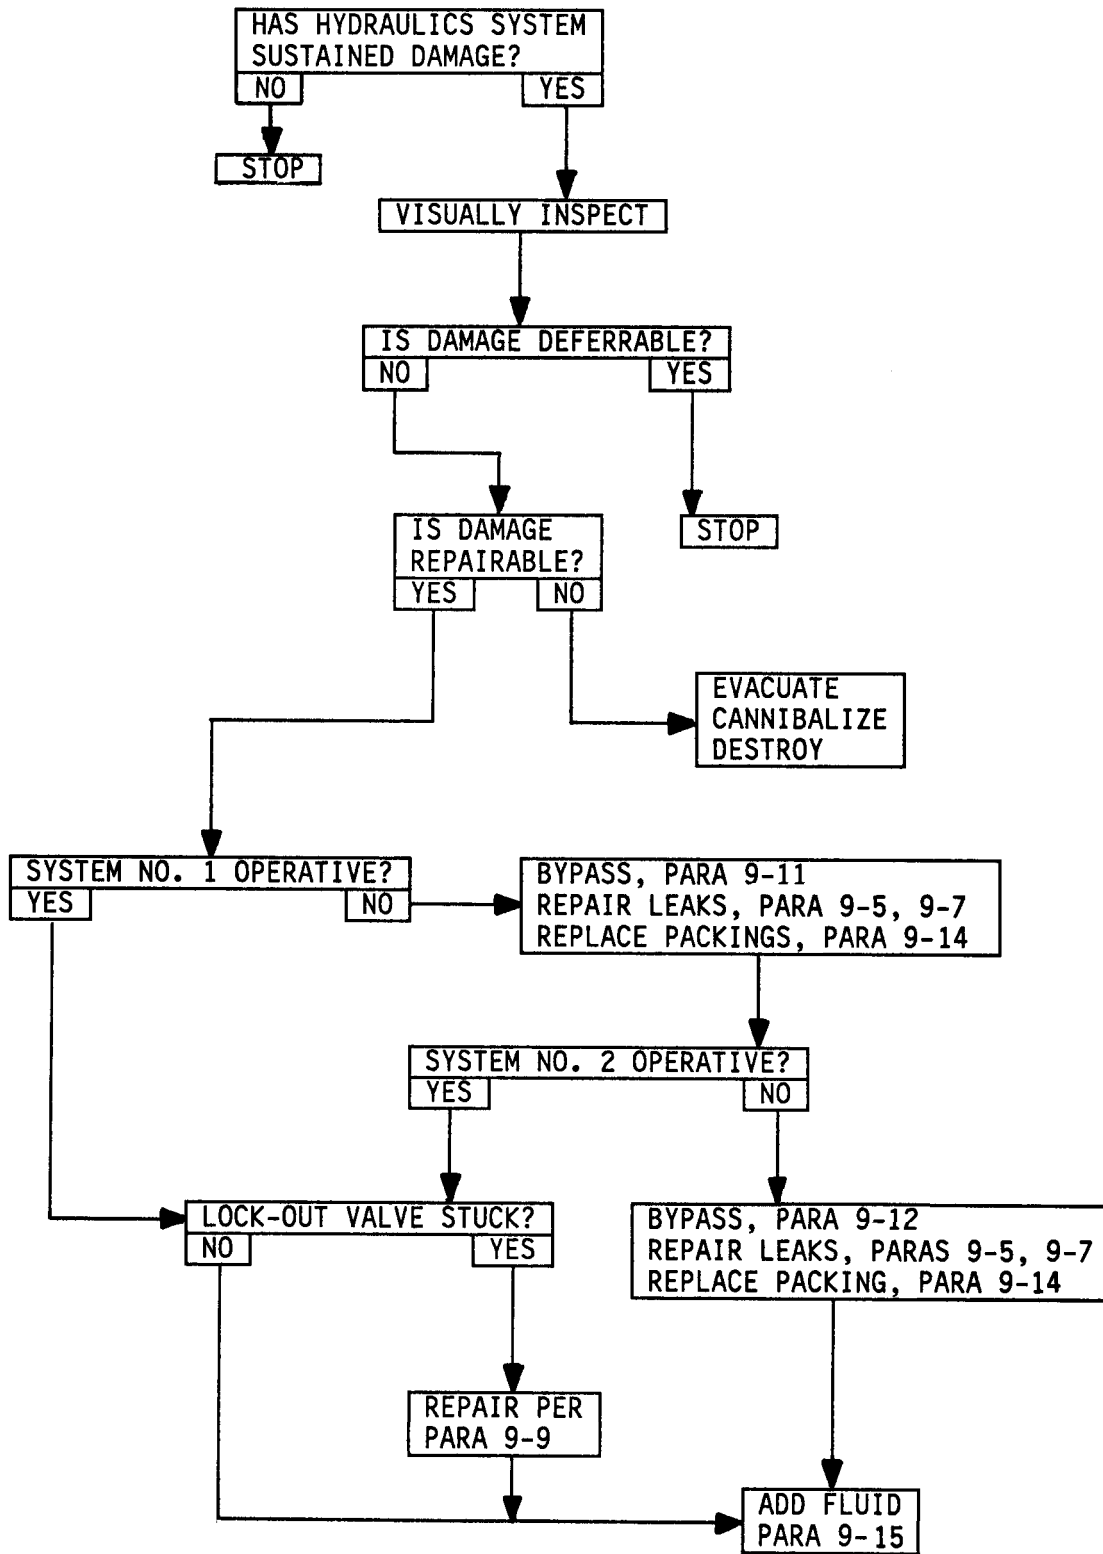 HAS HYDRAULICS SYSTEM
SUSTAINED DAMAGE?
NO
YES
STOP
VISUALLY INSPECT
IS DAMAGE DEFERRABLE?
NO
YES
IS DAMAGE
REPAIRABLE?
YES
NO
STOP
EVACUATE
CANNIBALIZE
DESTROY
SYSTEM NO. 1 OPERATIVE?
YES
NO
BYPASS, PARA 9-11
REPAIR LEAKS, PARA 9-5, 9-7
REPLACE PACKINGS, PARA 9-14
SYSTEM NO. 2 OPERATIVE?
YES
NO
LOCK-OUT VALVE STUCK?
NO
YES
BYPASS, PARA 9-12
REPAIR LEAKS, PARAS 9-5, 9-7
REPLACE PACKING, PARA 9-14
REPAIR PER
PARA 9-9
ADD FLUID
PARA 9-15